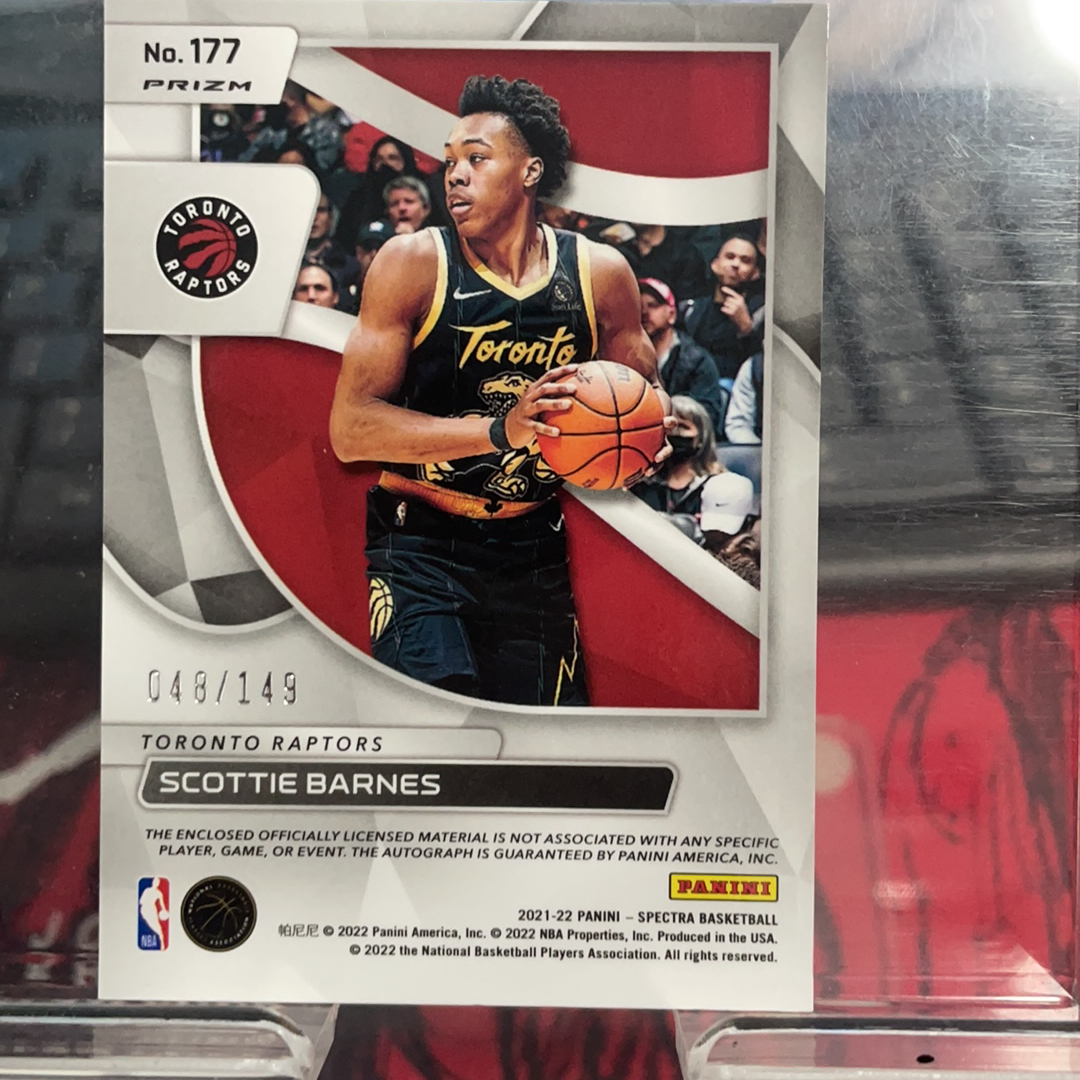 No. 177
PRIZM
TORONTO
RAPTORS
Toronto
048/149
TORONTO RAPTORS
SCOTTIE BARNES
THE ENCLOSED OFFICIALLY LICENSED MATERIAL IS NOT ASSOCIATED WITH ANY SPECIFIC
PLAYER, GAME, OR EVENT. THE AUTOGRAPH IS GUARANTEED BY PANINI AMERICA, INC.
PANINI
NBA
2021-22 PANINI – SPECTRA BASKETBALL
帕尼尼 © 2022 Panini America, Inc. © 2022 NBA Properties, Inc. Produced in the USA.
© 2022 the National Basketball Players Association. All rights reserved.